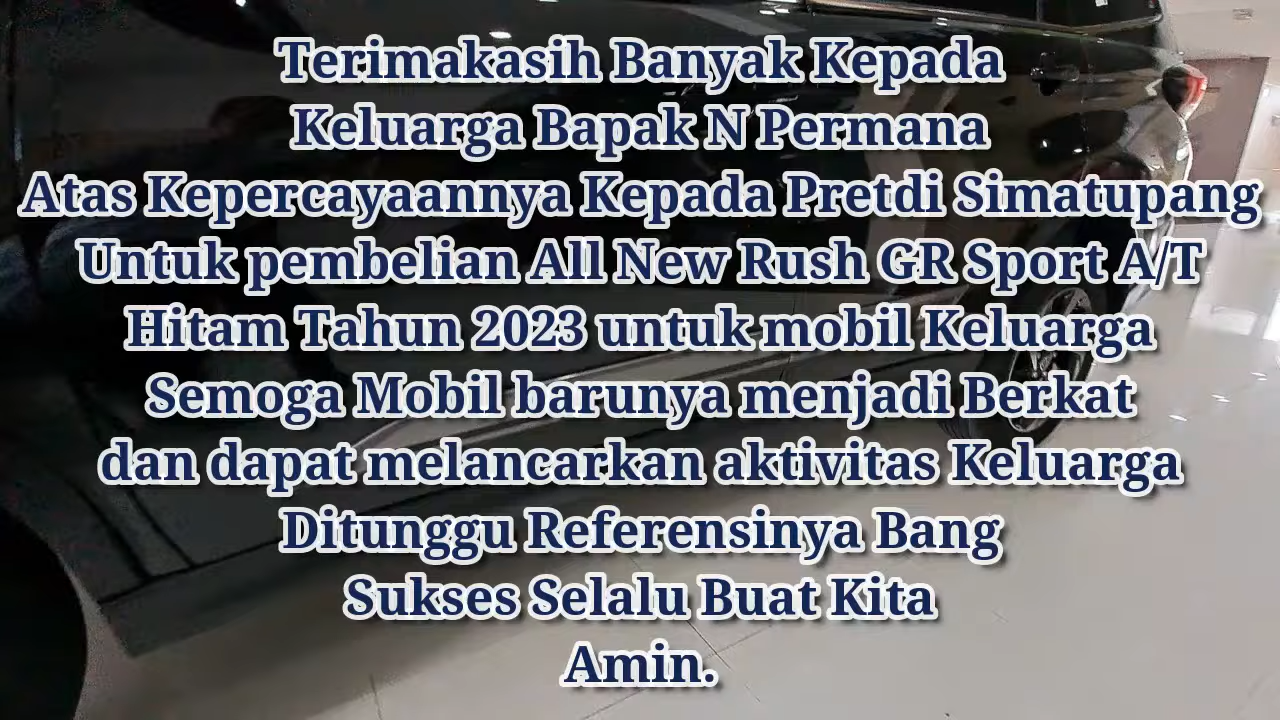 Terimakasih Banyak Kepada
Keluarga Bapak N Permana
Atas Kepercayaannya Kepada Pretdi Simatupang
Untuk pembelian All New Rush GR Sport A/T
Hitam Tahun 2023 untuk mobil Keluarga
Semoga Mobil barunya menjadi Berkat
dan dapat melancarkan aktivitas Keluarga
Ditunggu Referensinya Bang
Sukses Selalu Buat Kita
Amin.